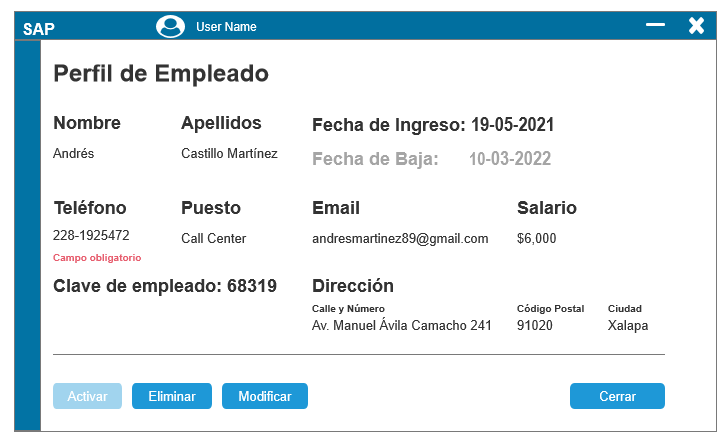 SAP User Name
Perfil de Empleado
Nombre Apellidos Fecha de Ingreso: 19-05-2021
Andrés Castillo Martínez
Fecha de Baja: 10-03-2022
Teléfono Puesto Email Salario
228-1925472 Call Center andresmartinez89@gmail.com $6,000
Campo obligatorio
Clave de empleado: 68319 Dirección
Calle y Número Código Postal Ciudad
Av. Manuel Ávila Camacho 241 91020 Xalapa
Activar Eliminar Modificar Cerrar